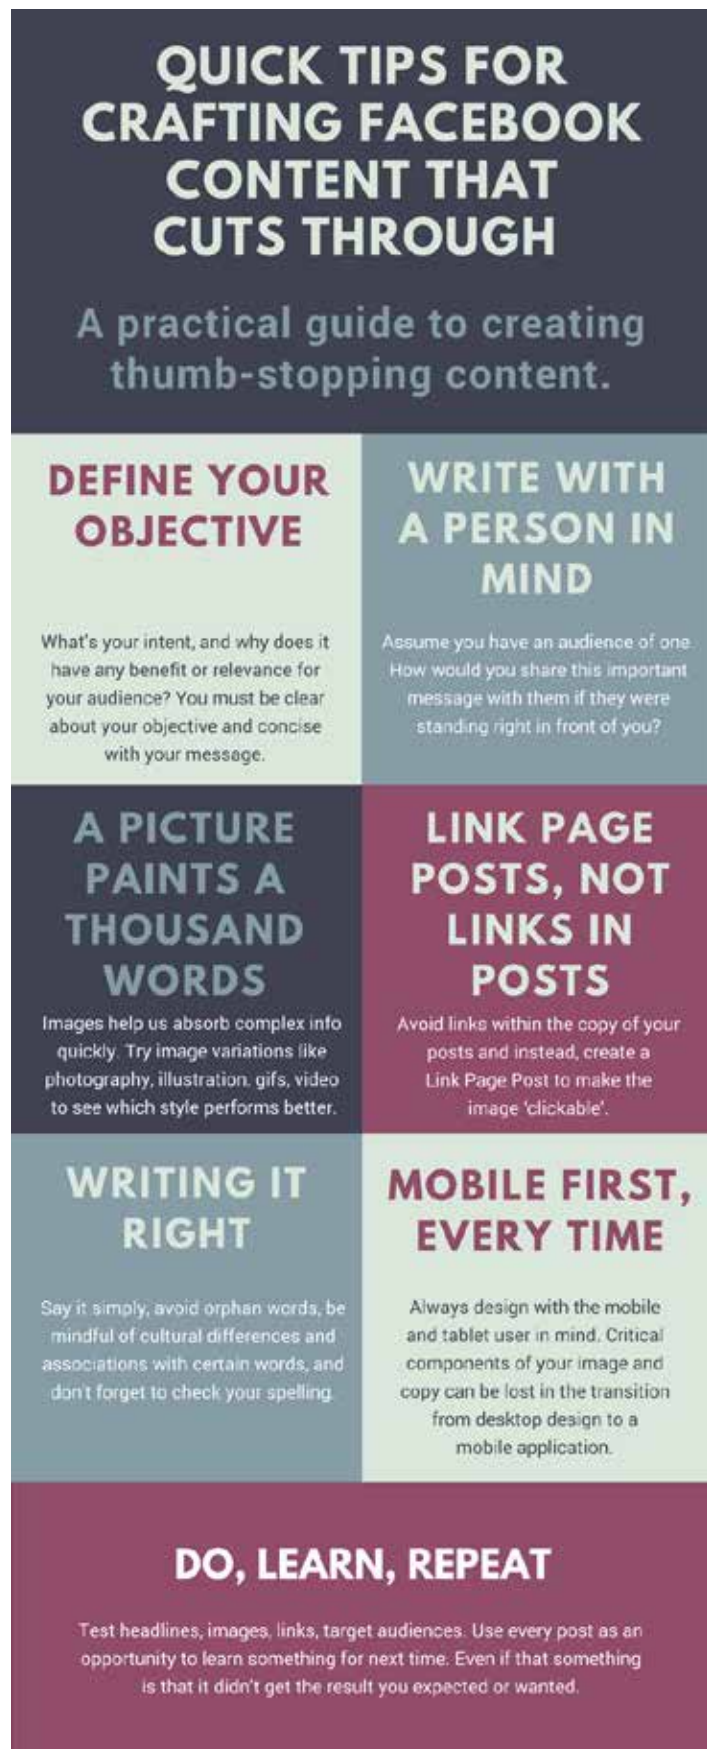 QUICK TIPS FOR
CRAFTING FACEBOOK
CONTENT THAT
CUTS THROUGH
A practical guide to creating
thumb-stopping content.
DEFINE YOUR
OBJECTIVE
What's your intent, and why does it
have any benefit or relevance for
your audience? You must be clear
about your objective and concise
with your message.
WRITE WITH
A PERSON IN
MIND
Assume you have an audience of one
How would you share this important
message with them if they were
standing right in front of you?
A PICTURE
PAINTS A
THOUSAND
WORDS
Images help us absorb complex info
quickly. Try image variations like
photography, illustration, gifs, video
to see which style performs better.
LINK PAGE
POSTS, NOT
LINKS IN
POSTS
Avoid links within the copy of your
posts and instead, create a
Link Page Post to make the
image 'clickable'.
WRITING IT
RIGHT
Say it simply, avoid orphan words, be
mindful of cultural differences and
associations with certain words, and
don't forget to check your spelling.
MOBILE FIRST,
EVERY TIME
Always design with the mobile
and tablet user in mind. Critical
components of your image and
copy can be lost in the transition
from desktop design to a
mobile application.
DO, LEARN, REPEAT
Test headlines, images, links, target audiences. Use every post as an
opportunity to learn something for next time. Even if that something
is that it didn't get the result you expected or wanted.